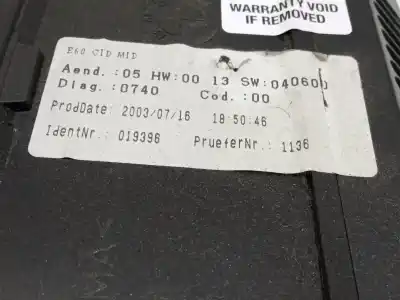 WARRANTY VOID
IF REMOVED
E60 CID MID
Aend.:05 HW:00 13 SW:040600
Diag.:0740 Cod.:00
ProdDate: 2003/07/16 18:50:46
IdentNr.: 019396 PrueferNr.: 1136